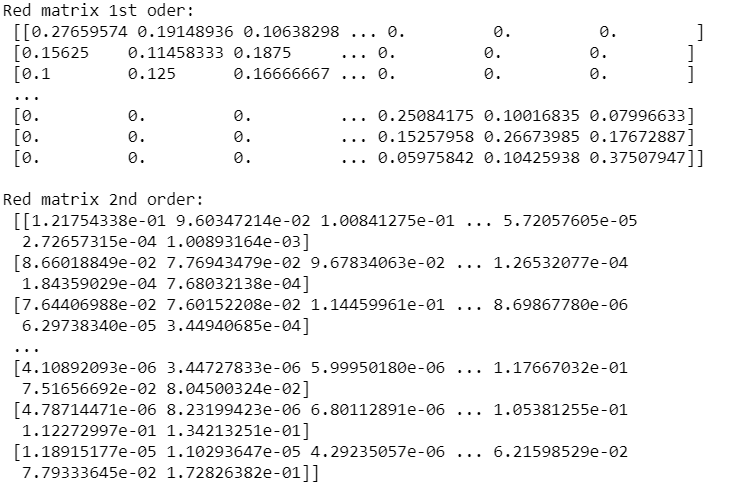 Red matrix 1st oder:
[[0.27659574 0.19148936 0.10638298 ... 0. 0. 0. ]
[0.15625 0.11458333 0.1875 ... 0. 0. 0. ]
[0.1 0.125 0.16666667 ... 0. 0. 0. ]
...
[0. 0. 0. ... 0.25084175 0.10016835 0.07996633]
[0. 0. 0. ... 0.15257958 0.26673985 0.17672887]
[0. 0. 0. ... 0.05975842 0.10425938 0.37507947]]
Red matrix 2nd order:
[[1.21754338e-01 9.60347214e-02 1.00841275e-01 ... 5.72057605e-05
2.72657315e-04 1.00893164e-03]
[8.66018849e-02 7.76943479e-02 9.67834063e-02 ... 1.26532077e-04
1.84359029e-04 7.68032138e-04]
[7.64406988e-02 7.60152208e-02 1.14459961e-01 ... 8.69867780e-06
6.29738340e-05 3.44940685e-04]
...
[4.10892093e-06 3.44727833e-06 5.99950180e-06 ... 1.17667032e-01
7.51656692e-02 8.04500324e-02]
[4.78714471e-06 8.23199423e-06 6.80112891e-06 ... 1.05381255e-01
1.12272997e-01 1.34213251e-01]
[1.18915177e-05 1.10293647e-05 4.29235057e-06 ... 6.21598529e-02
7.79333645e-02 1.72826382e-01]]